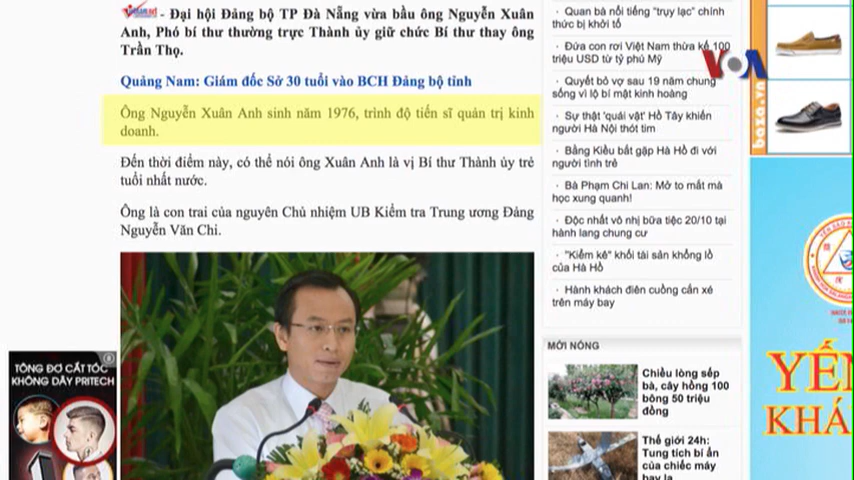 VIETNAMNET - Đại hội Đảng bộ TP Đà Nẵng vừa bầu ông Nguyễn Xuân
Anh, Phó bí thư thường trực Thành ủy giữ chức Bí thư thay ông
Trần Thọ.
Quảng Nam: Giám đốc Sở 30 tuổi vào BCH Đảng bộ tỉnh
Ông Nguyễn Xuân Anh sinh năm 1976, trình độ tiến sĩ quản trị kinh
doanh.
Đến thời điểm này, có thể nói ông Xuân Anh là vị Bí thư Thành ủy trẻ
tuổi nhất nước.
Ông là con trai của nguyên Chủ nhiệm UB Kiểm tra Trung ương Đảng
Nguyễn Văn Chi.
TÔNG ĐƠ CẮT TÓC
KHÔNG DÂY PRITECH
· Quan bà nổi tiếng "trụy lạc" chính
thức bị khởi tố
· Đứa con rơi Việt Nam thừa kế 100
triệu USD từ tỷ phú Mỹ
· Quyết bỏ vợ sau 19 năm chung
sống vì lộ bí mật kinh hoàng
· Sự thật 'quái vật' Hồ Tây khiến
người Hà Nội thót tim
· Bằng Kiều bất gặp Hà Hồ đi với
người tình trẻ
· Bà Phạm Chi Lan: Mở to mắt mà
học xung quanh!
· Độc nhất vô nhị bữa tiệc 20/10 tại
hành lang chung cư
· "Kiểm kê" khối tài sản khổng lồ
của Hà Hồ
· Hành khách điên cuồng cắn xé
trên máy bay
MỚI NÓNG
Chiều lòng sếp
bà, cây hồng 100
bông 50 triệu
đồng
Thế giới 24h:
Tung tích bí ẩn
của chiếc máy
bay lạ
VOA
baza.vn
YẾN
KHÁ